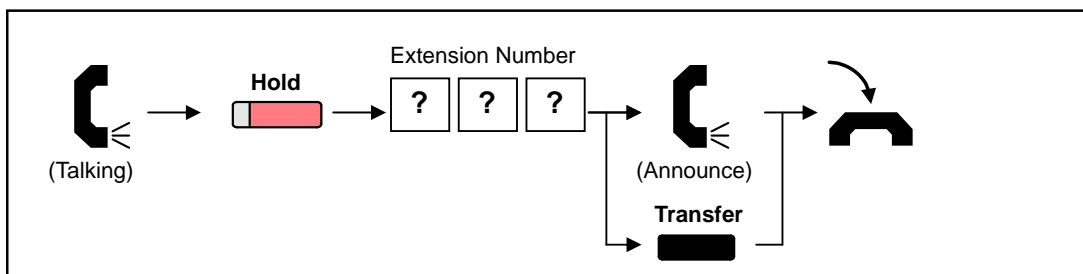 Extension Number
Hold
? ? ?
(Talking)
(Announce)
Transfer